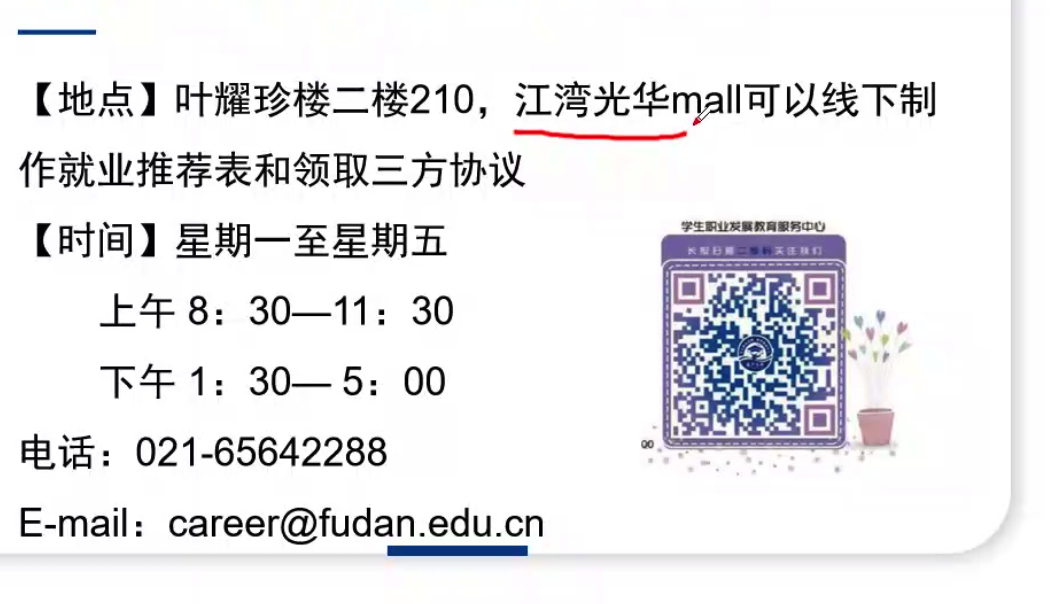 【地点】叶耀珍楼二楼210，江湾光华mall可以线下制
作就业推荐表和领取三方协议
【时间】星期一至星期五
上午 8：30—11：30
下午 1：30— 5：00
电话：021-65642288
E-mail：career@fudan.edu.cn
学生职业发展教育服务中心
长按扫描二维码关注我们